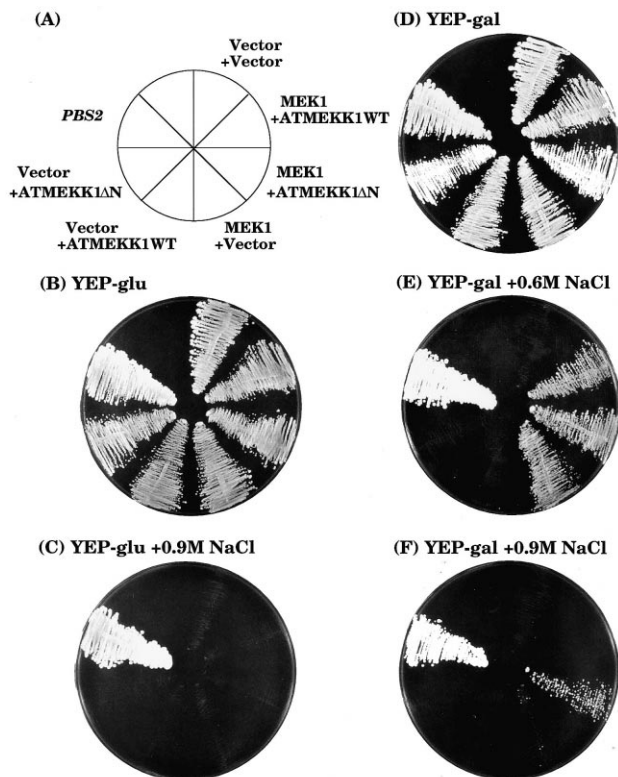 (A)
Vector
+Vector
MEK1
+ATMEKK1WT
MEK1
+ATMEKK1ΔN
MEK1
+Vector
Vector
+ATMEKK1WT
Vector
+ATMEKK1ΔN
PBS2
(D) YEP-gal
(B) YEP-glu
(E) YEP-gal +0.6M NaCl
(C) YEP-glu +0.9M NaCl
(F) YEP-gal +0.9M NaCl